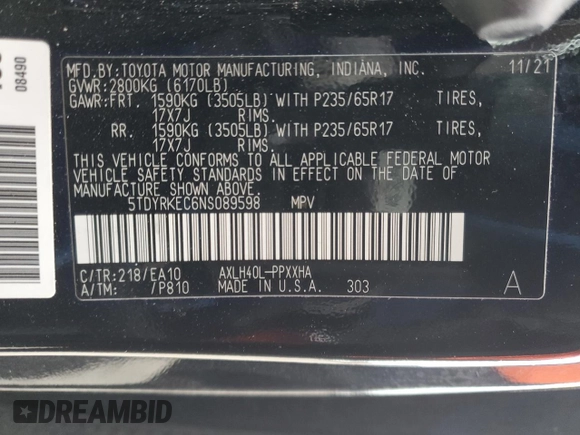 08490
MFD.BY:TOYOTA MOTOR MANUFACTURING, INDIANA, INC. 11/21
GVWR:2800KG (6170LB)
GAWR:FRT. 1590KG (3505LB) WITH P235/65R17 TIRES,
17X7J RIMS.
RR. 1590KG (3505LB) WITH P235/65R17 TIRES,
17X7J RIMS.
THIS VEHICLE CONFORMS TO ALL APPLICABLE FEDERAL MOTOR
VEHICLE SAFETY STANDARDS IN EFFECT ON THE DATE OF
MANUFACTURE SHOWN ABOVE.
5TDYRKEC6NS089598 MPV
C/TR:218/EA10 AXLH40L-PPXXHA
A/TM: /P810 MADE IN U.S.A. 303
A
DREAMBID